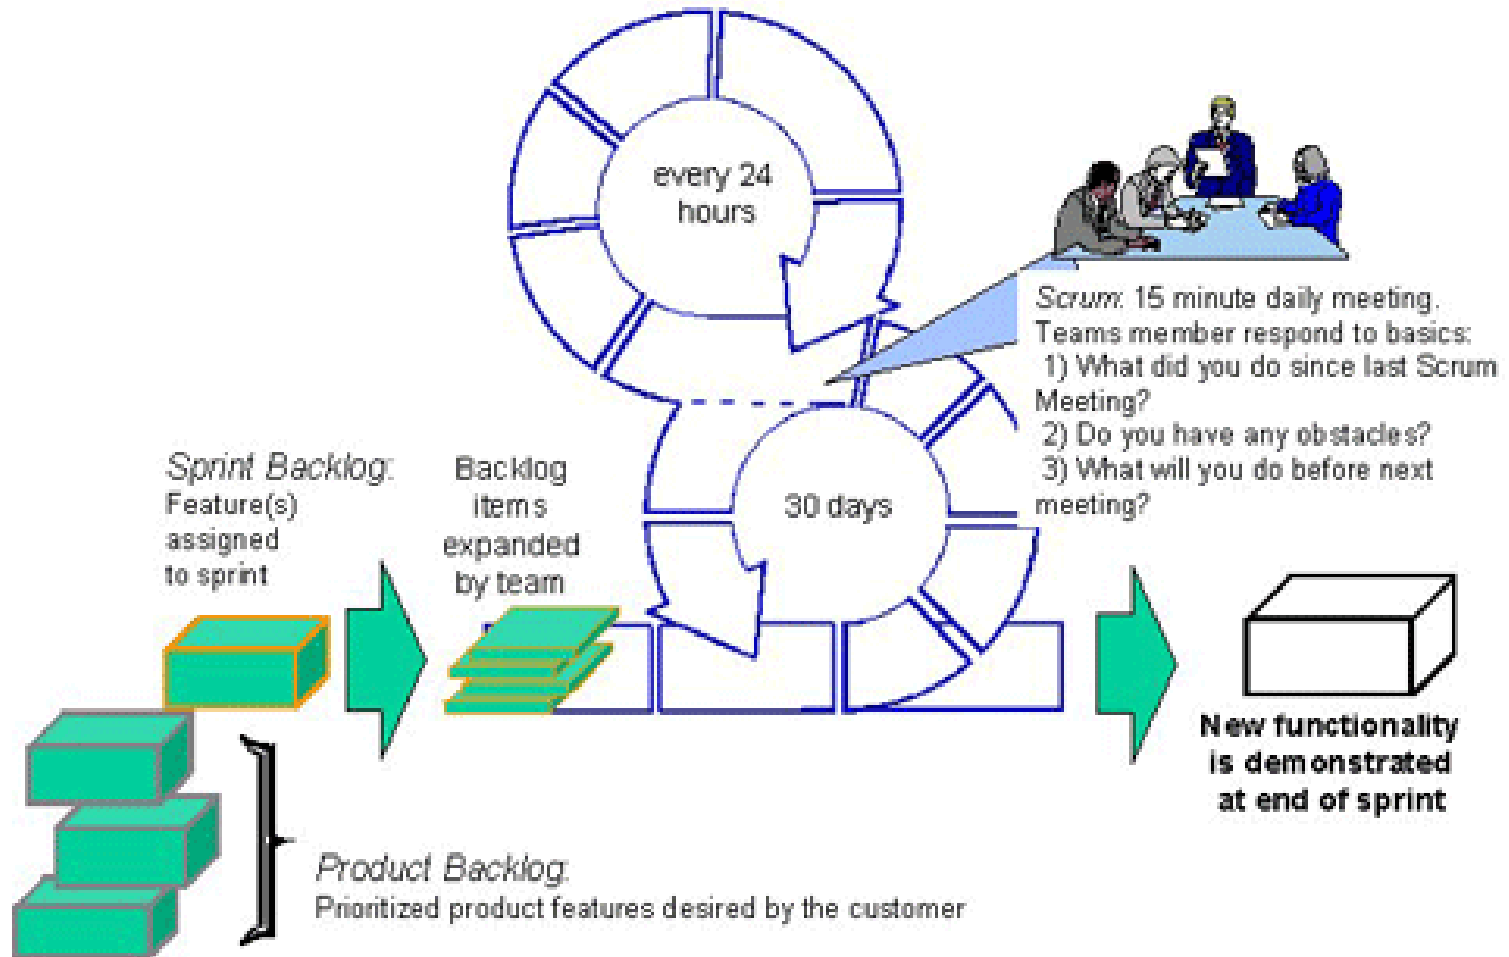 every 24
hours
Scrum: 15 minute daily meeting.
Teams member respond to basics:
1) What did you do since last Scrum
Meeting?
2) Do you have any obstacles?
3) What will you do before next
meeting?
Sprint Backlog:
Feature(s)
assigned
to sprint
Backlog
items
expanded
by team
30 days
New functionality
is demonstrated
at end of sprint
Product Backlog:
Prioritized product features desired by the customer